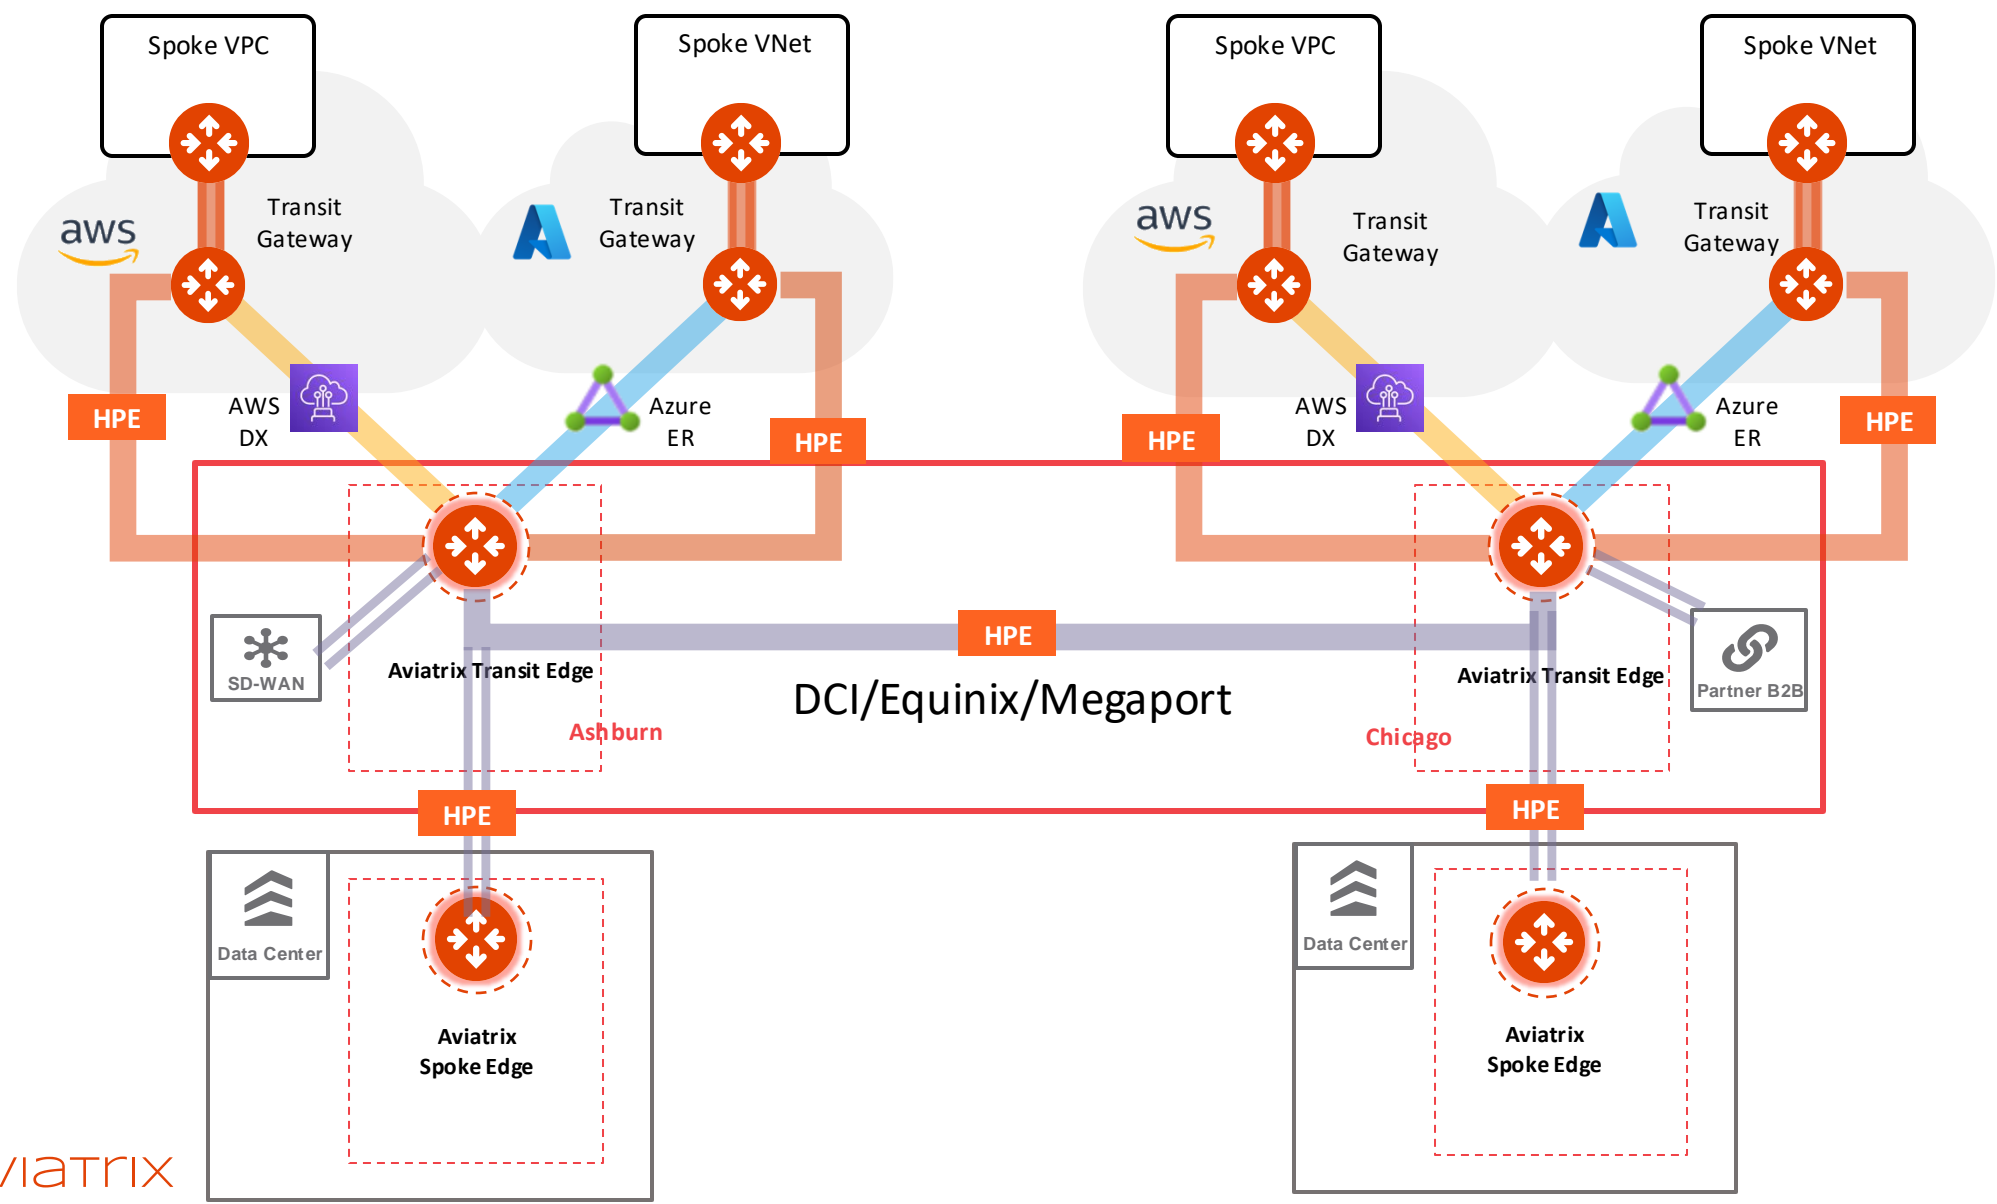 Spoke VPC
Spoke VNet
Spoke VPC
Spoke VNet
aws
Transit
Gateway
Transit
Gateway
aws
Transit
Gateway
Transit
Gateway
HPE
AWS
DX
Azure
ER
HPE
HPE
AWS
DX
Azure
ER
HPE
SD-WAN
Aviatrix Transit Edge
Ashburn
HPE
DCI/Equinix/Megaport
Aviatrix Transit Edge
Chicago
Partner B2B
HPE
HPE
Data Center
Aviatrix
Spoke Edge
Data Center
Aviatrix
Spoke Edge
viatrix